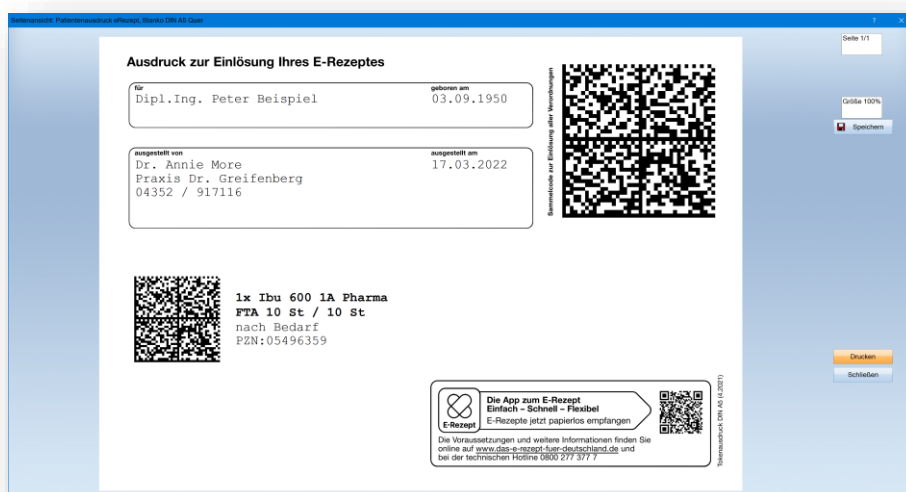 Seitenansicht: Patientenausdruck eRezept, Blanko DIN A5 Quer
Seite 1/1
Größe 100%
Speichern
Drucken
Schließen
Ausdruck zur Einlösung Ihres E-Rezeptes
für
geboren am
Dipl.Ing. Peter Beispiel
03.09.1950
ausgestellt von
ausgestellt am
Dr. Annie More
17.03.2022
Praxis Dr. Greifenberg
04352 / 917116
Sammelcode zur Einlösung aller Verordnungen
1x Ibu 600 1A Pharma
FTA 10 St / 10 St
nach Bedarf
PZN:05496359
E-Rezept
Die App zum E-Rezept
Einfach – Schnell – Flexibel
E-Rezepte jetzt papierlos empfangen
Die Voraussetzungen und weitere Informationen finden Sie
online auf www.das-e-rezept-fuer-deutschland.de und
bei der technischen Hotline 0800 277 377 7
Tokenausdruck DIN A5 (4.2021)